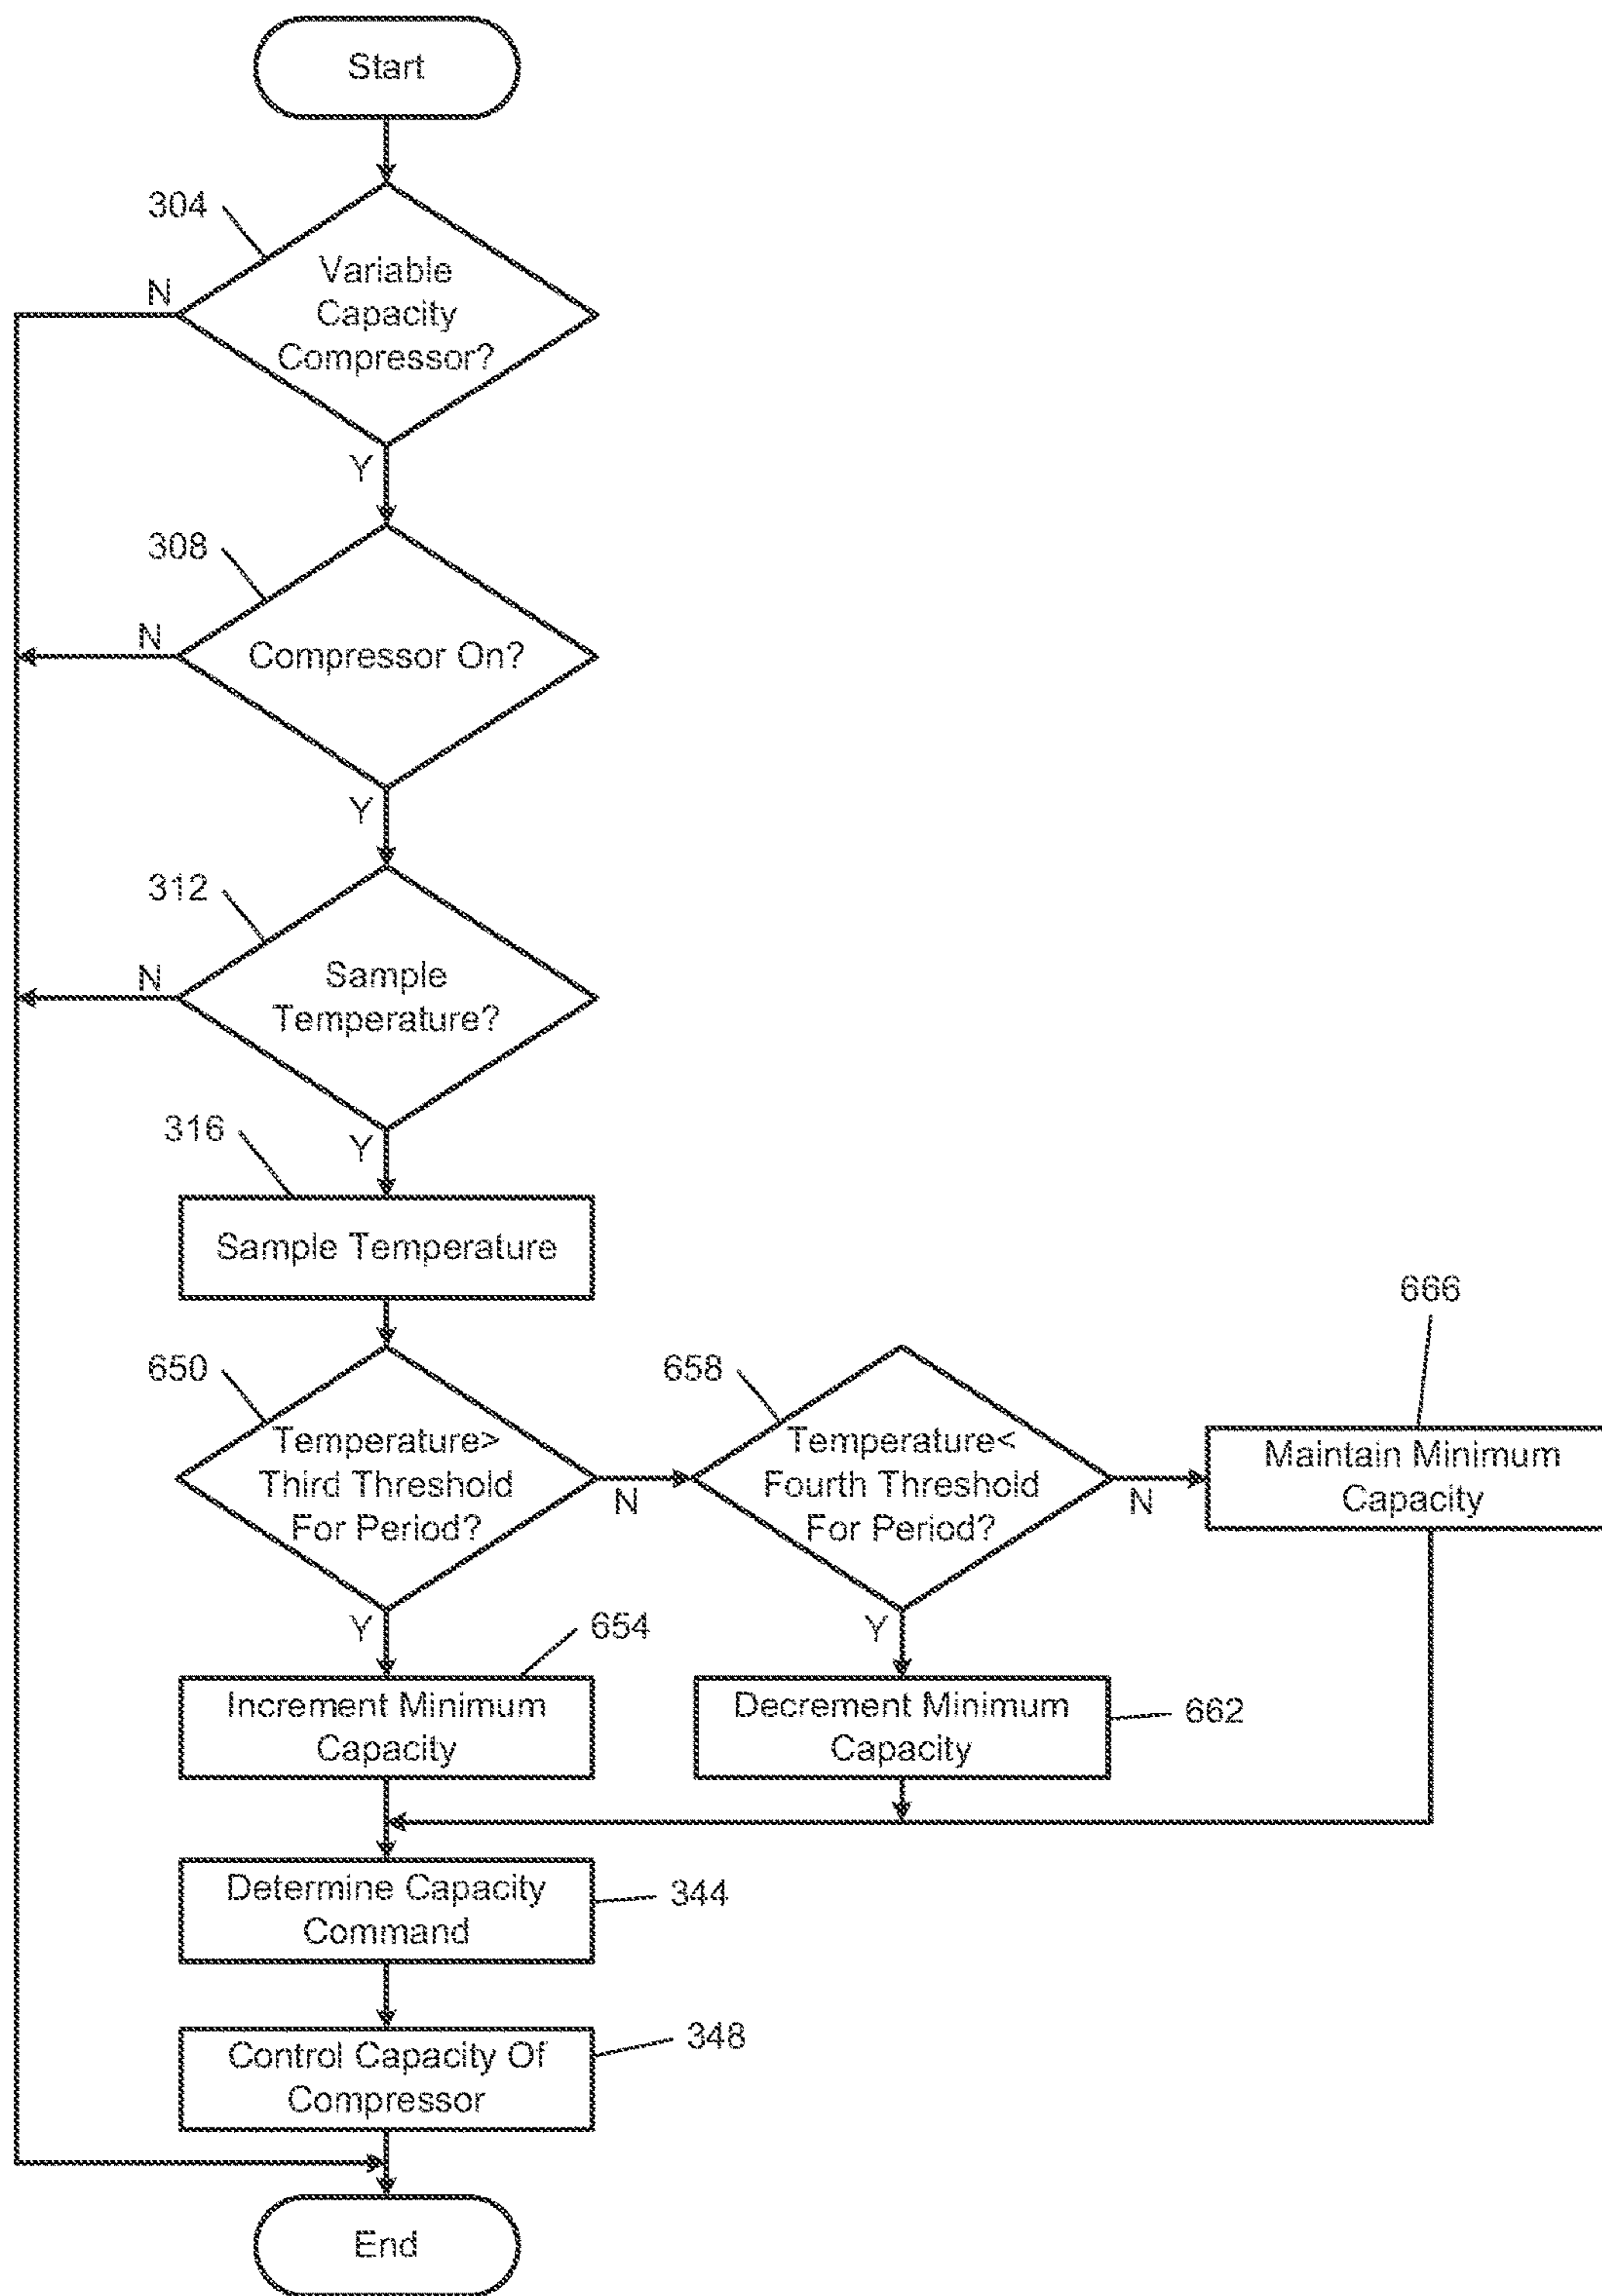 Start
304
Variable
Capacity
Compressor?
N
Y
308
Compressor On?
N
Y
312
Sample
Temperature?
N
Y
316
Sample Temperature
650
Temperature>
Third Threshold
For Period?
N
Y
658
Temperature<
Fourth Threshold
For Period?
N
Y
666
Maintain Minimum
Capacity
654
Increment Minimum
Capacity
Decrement Minimum
Capacity
662
Determine Capacity
Command
344
Control Capacity Of
Compressor
348
End